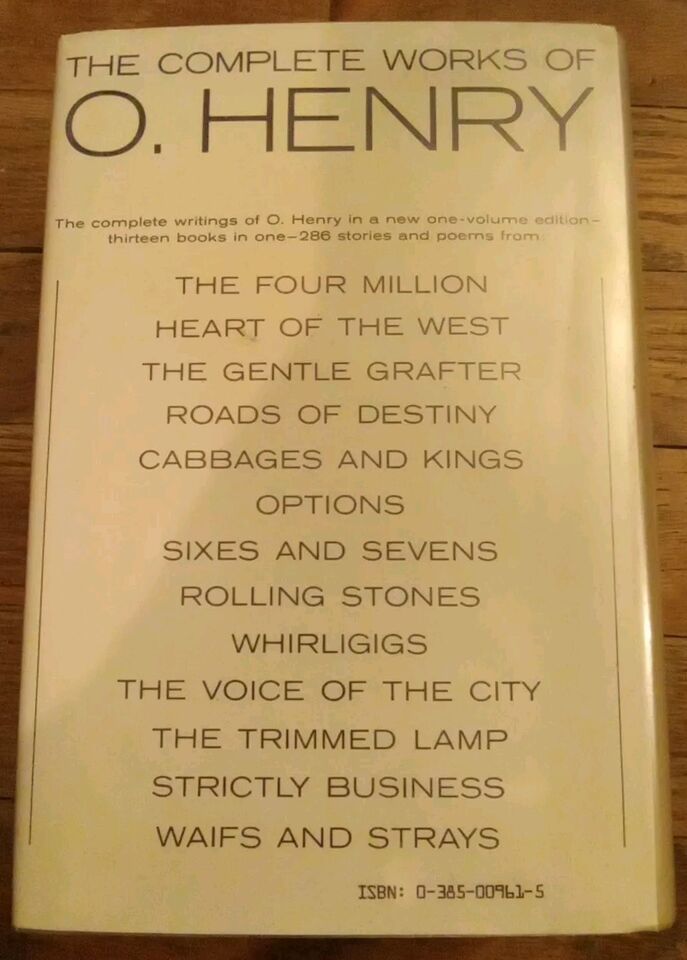 THE COMPLETE WORKS OF
O. HENRY
The complete writings of O. Henry in a new one-volume edition—
thirteen books in one—286 stories and poems from:
THE FOUR MILLION
HEART OF THE WEST
THE GENTLE GRAFTER
ROADS OF DESTINY
CABBAGES AND KINGS
OPTIONS
SIXES AND SEVENS
ROLLING STONES
WHIRLIGIGS
THE VOICE OF THE CITY
THE TRIMMED LAMP
STRICTLY BUSINESS
WAIFS AND STRAYS
ISBN: 0-385-00961-5